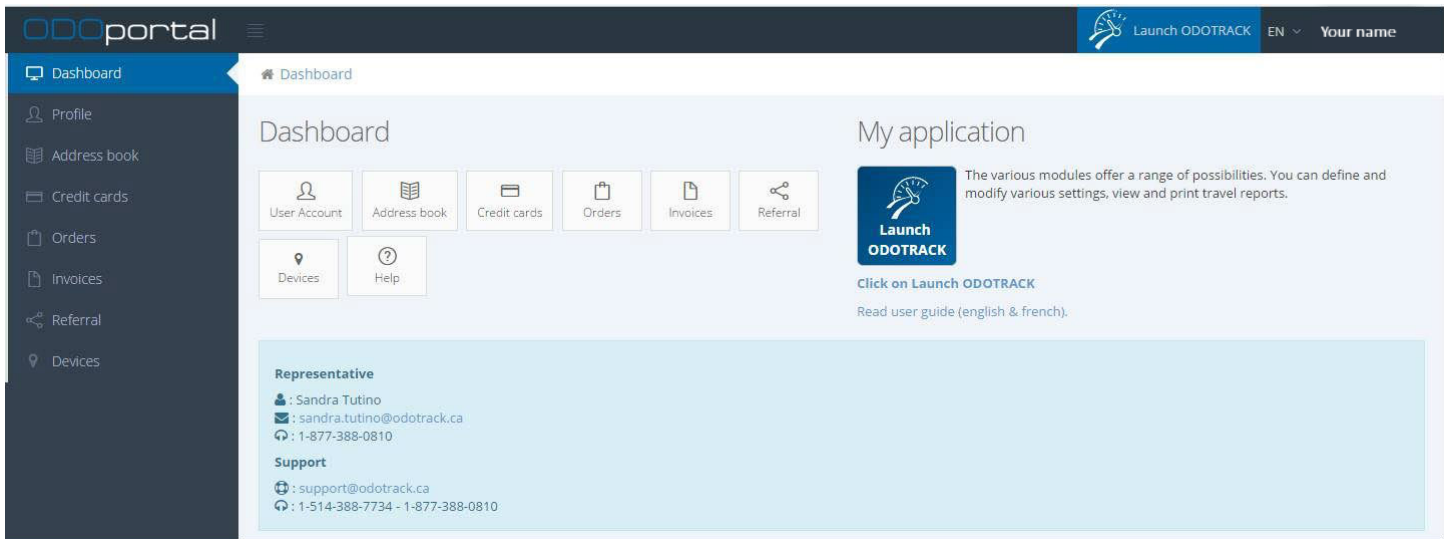 ODOportal
Launch ODOTRACK
EN
Your name
Dashboard
Profile
Address book
Credit cards
Orders
Invoices
Referral
Devices
Dashboard
Dashboard
User Account
Address book
Credit cards
Orders
Invoices
Referral
Devices
Help
My application
Launch
ODOTRACK
The various modules offer a range of possibilities. You can define and
modify various settings, view and print travel reports.
Click on Launch ODOTRACK
Read user guide (english & french).
Representative
: Sandra Tutino
: sandra.tutino@odotrack.ca
: 1-877-388-0810
Support
: support@odotrack.ca
: 1-514-388-7734 - 1-877-388-0810